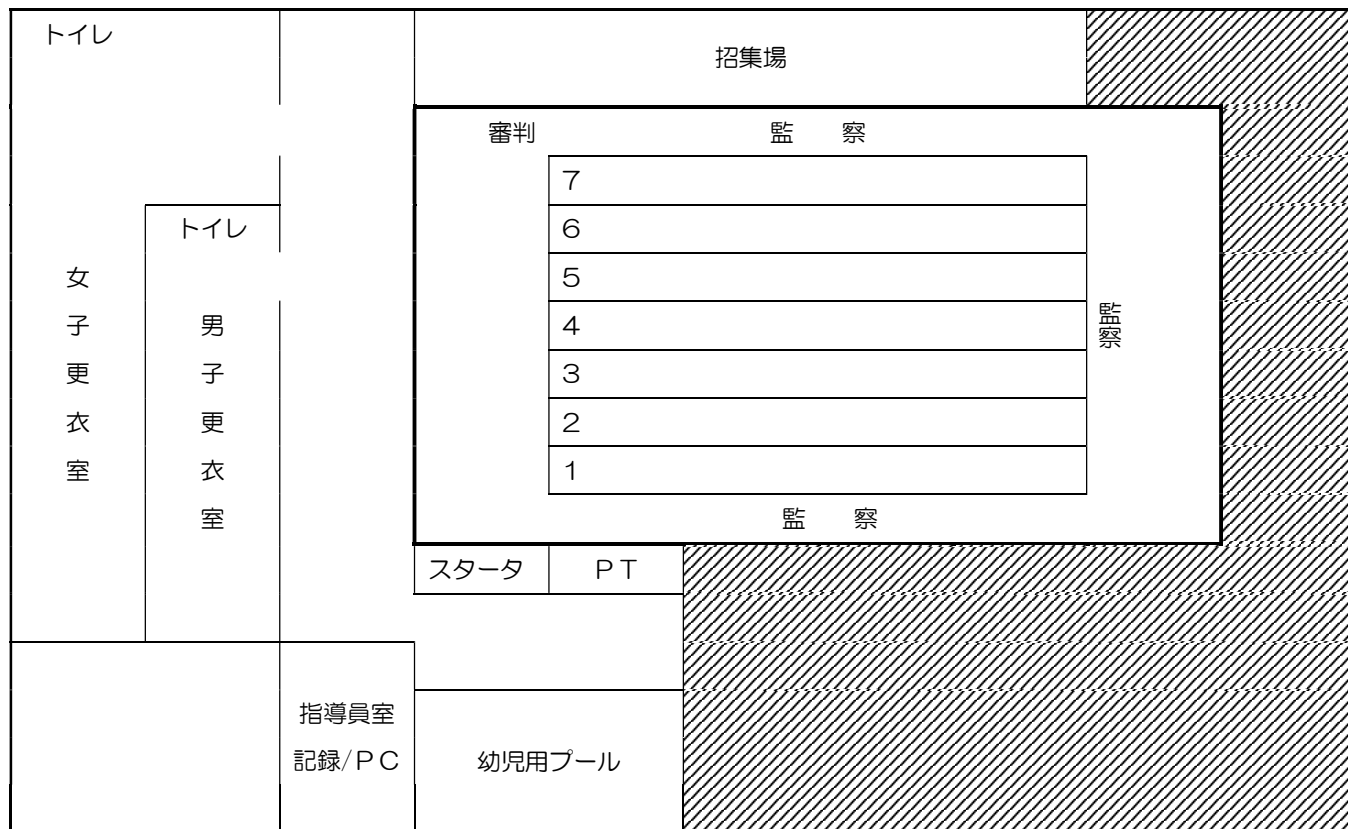 トイレ
招集場
審判
監　察
7
6
5
4
3
2
1
監察
監　察
トイレ
女子更衣室
男子更衣室
スタータ
ＰＴ
指導員室
記録/ＰＣ
幼児用プール